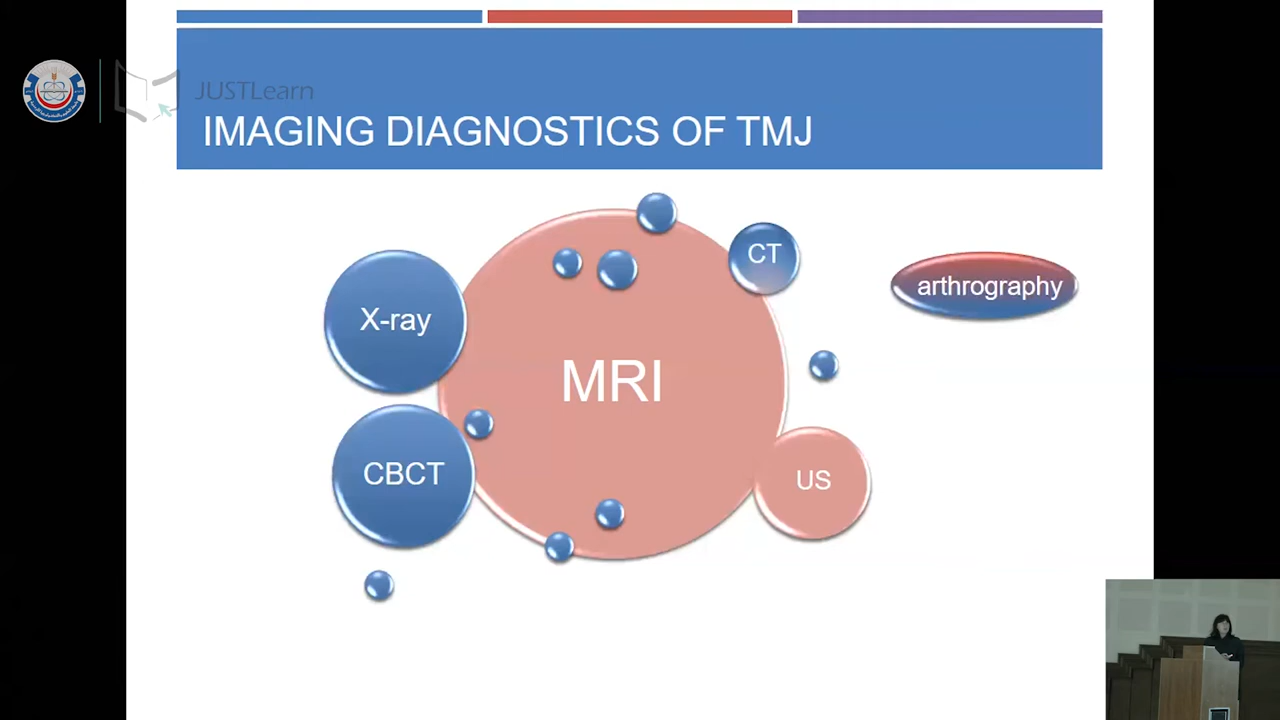 JUSTLearn
IMAGING DIAGNOSTICS OF TMJ
CT
arthrography
X-ray
MRI
CBCT
US